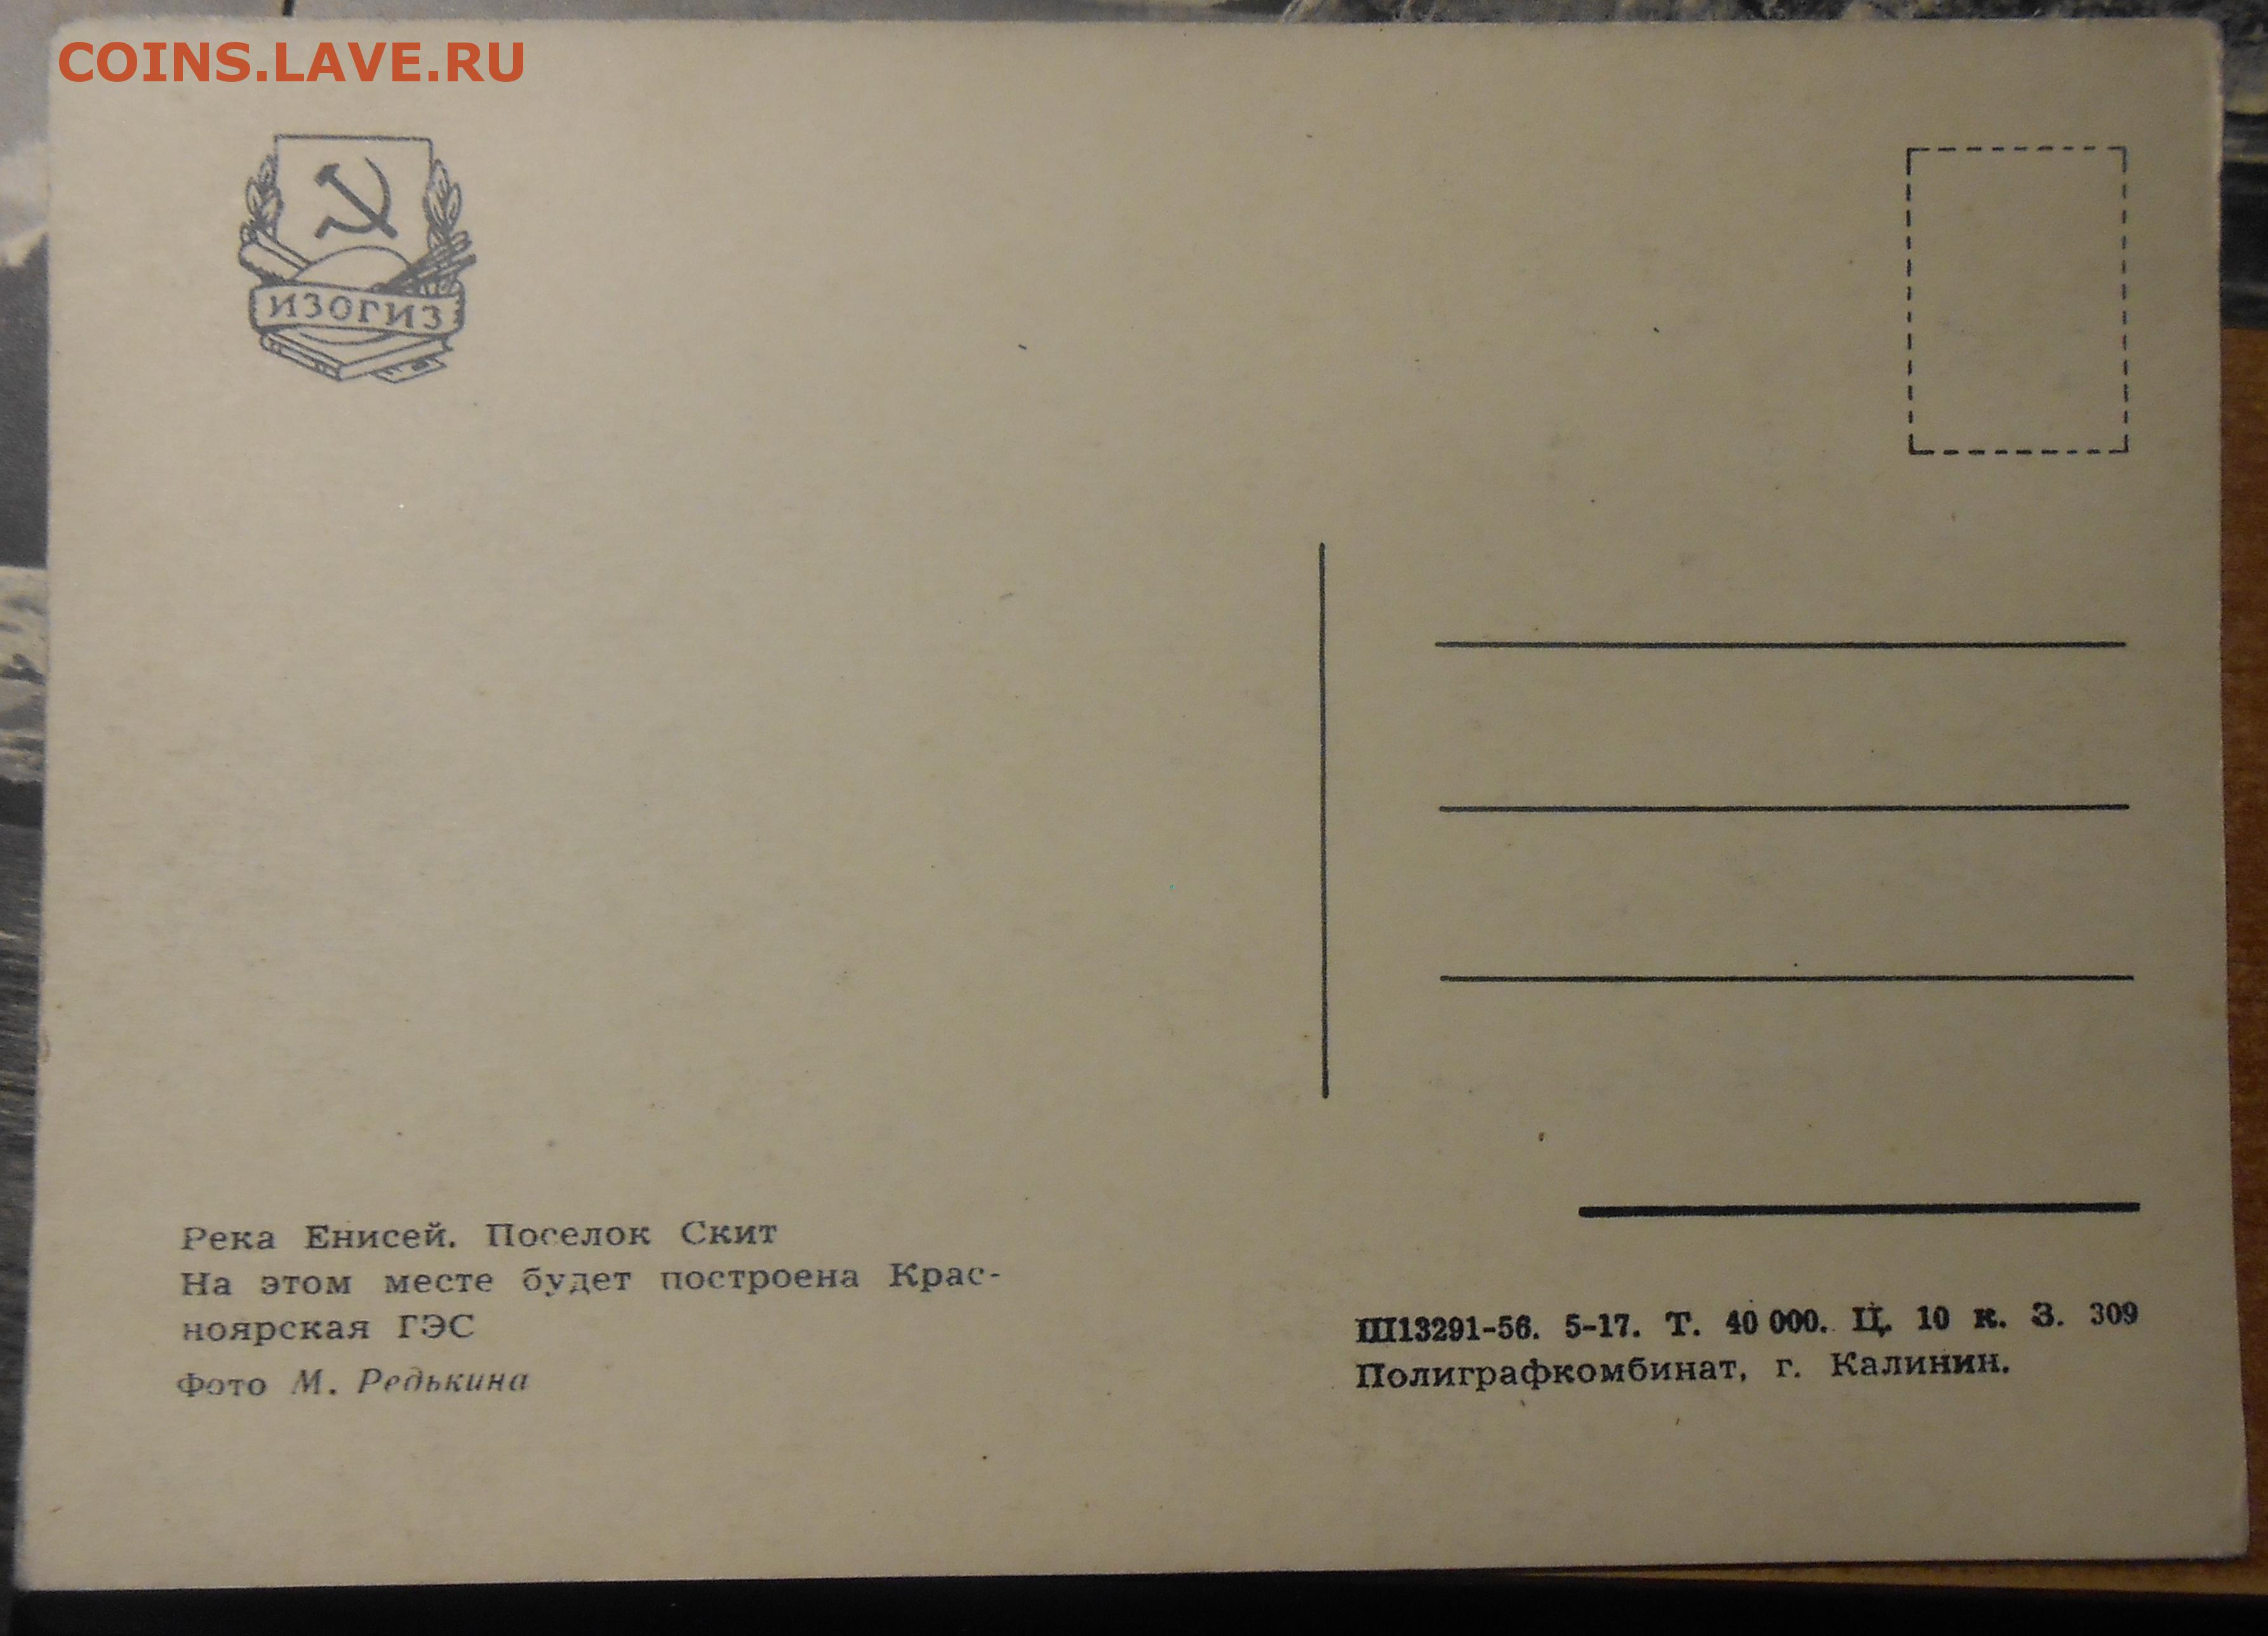 COINS.LAVE.RU
ИЗОГИЗ
Река Енисей. Поселок Скит
На этом месте будет построена Крас-
ноярская ГЭС
Фото М. Редькина
Ш13291-56. 5-17. Т. 40 000. Ц. 10 к. З. 309
Полиграфкомбинат, г. Калинин.